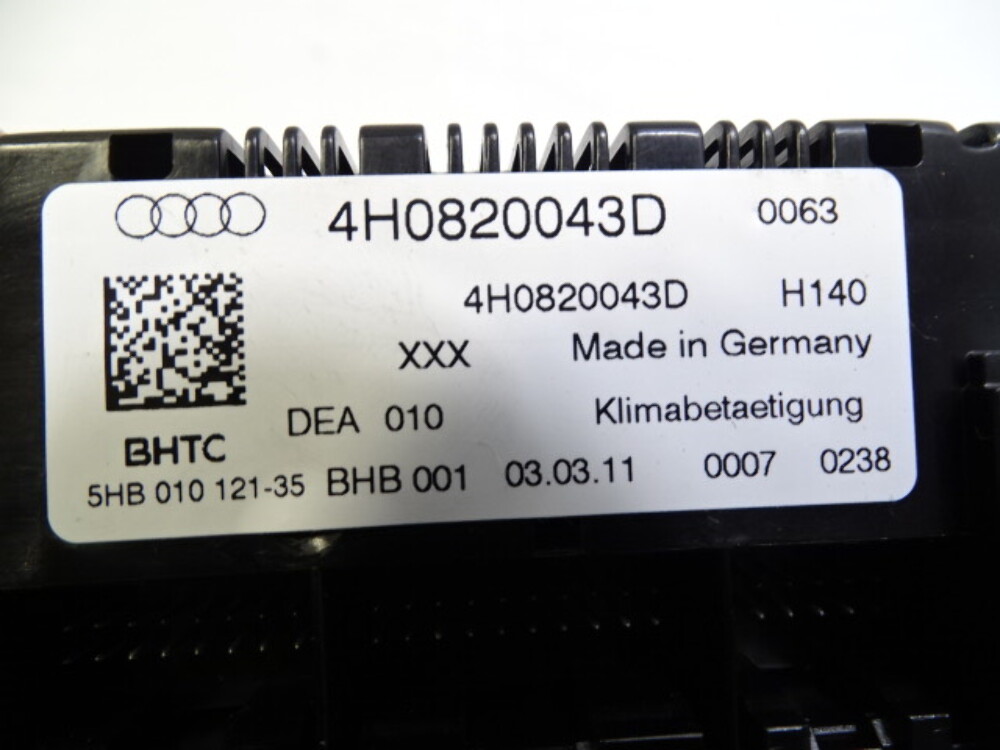 4H0820043D 0063
4H0820043D H140
XXX Made in Germany
DEA 010 Klimabetaetigung
BHTC
5HB 010 121-35 BHB 001 03.03.11 0007 0238